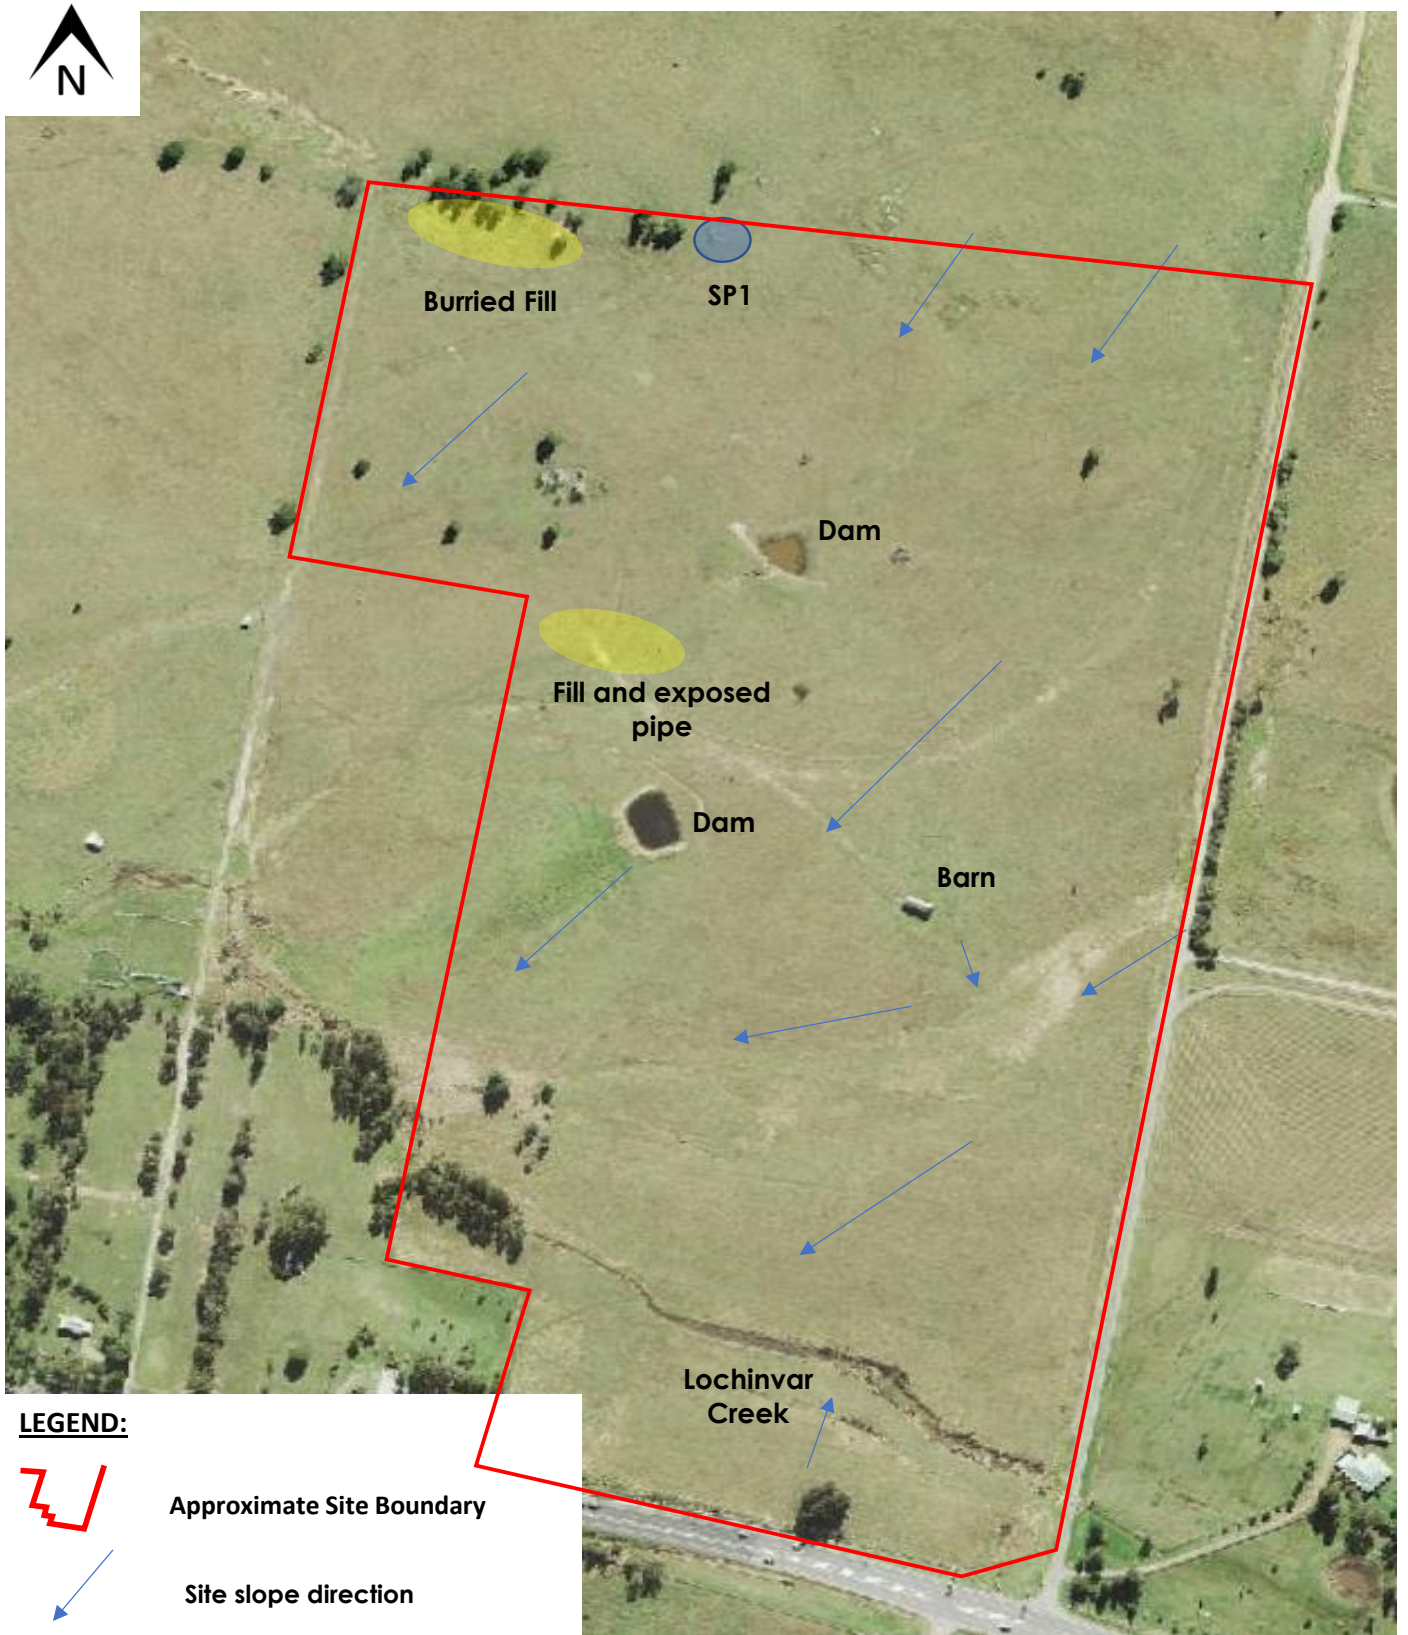 N
Burried Fill
SP1
Dam
Fill and exposed
pipe
Dam
Barn
Lochinvar
Creek
LEGEND:
Approximate Site Boundary
Site slope direction